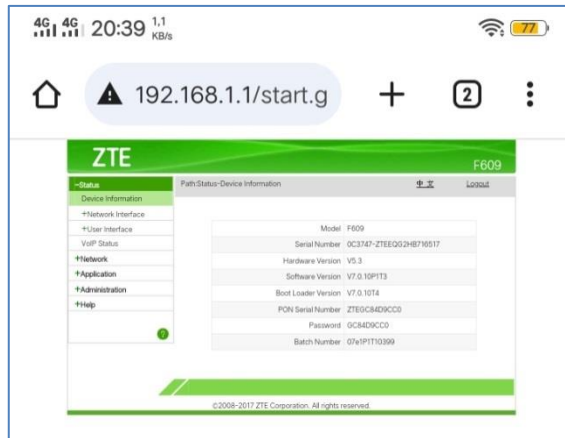 4G 4G 20:39 1.1 KB/s 77
192.168.1.1/start.g 2
ZTE F609
-Status Path:Status-Device Information 中文 Logout
Device Information
+Network Interface
+User Interface
VoIP Status
+Network
+Application
+Administration
+Help
?
Model F609
Serial Number 0C3747-ZTEEQG2HB716517
Hardware Version V5.3
Software Version V7.0.10P1T3
Boot Loader Version V7.0.10T4
PON Serial Number ZTEGC84D9CC0
Password GC84D9CC0
Batch Number 07e1P1T10399
©2008-2017 ZTE Corporation. All rights reserved.